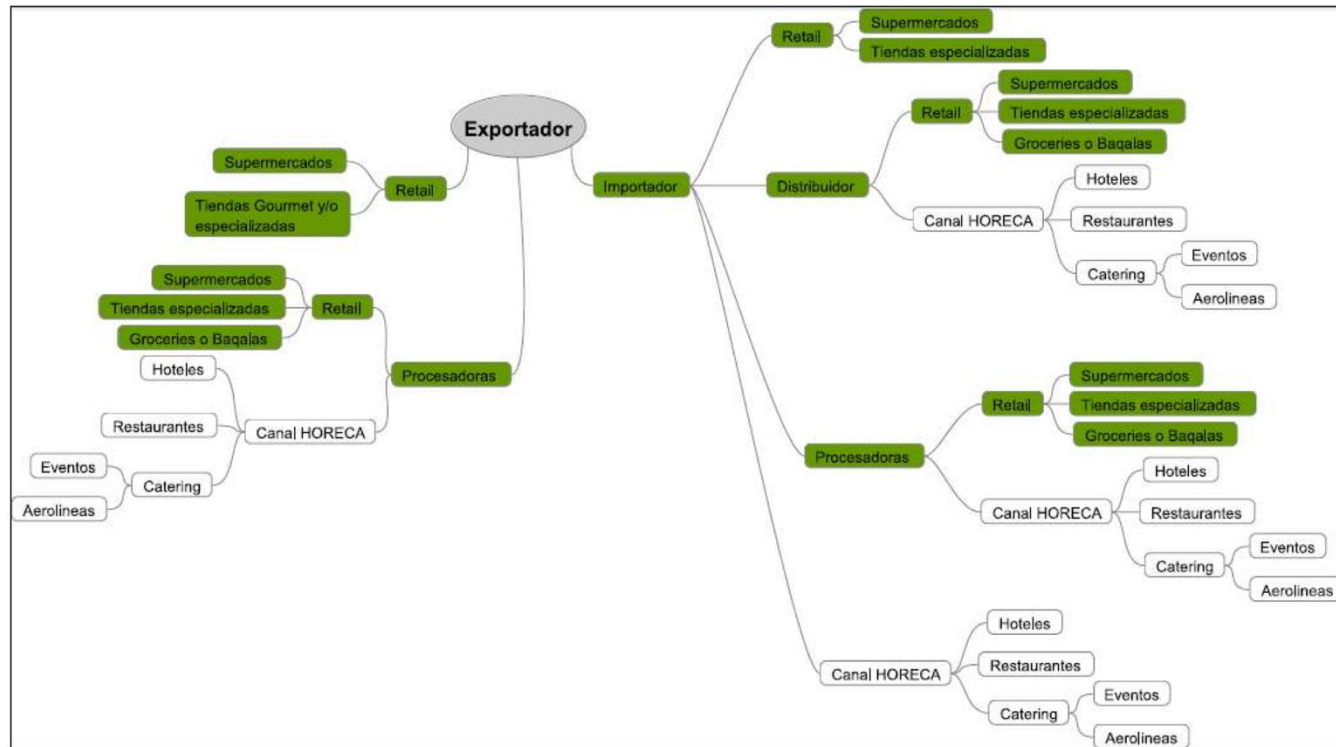 Exportador
Supermercados
Tiendas Gourmet y/o
especializadas
Retail
Supermercados
Tiendas especializadas
Groceries o Baqalas
Retail
Procesadoras
Hoteles
Restaurantes
Canal HORECA
Eventos
Catering
Aerolineas
Importador
Retail
Supermercados
Tiendas especializadas
Distribuidor
Retail
Supermercados
Tiendas especializadas
Groceries o Baqalas
Canal HORECA
Hoteles
Restaurantes
Catering
Eventos
Aerolineas
Procesadoras
Retail
Supermercados
Tiendas especializadas
Groceries o Baqalas
Canal HORECA
Hoteles
Restaurantes
Catering
Eventos
Aerolineas
Canal HORECA
Hoteles
Restaurantes
Catering
Eventos
Aerolineas